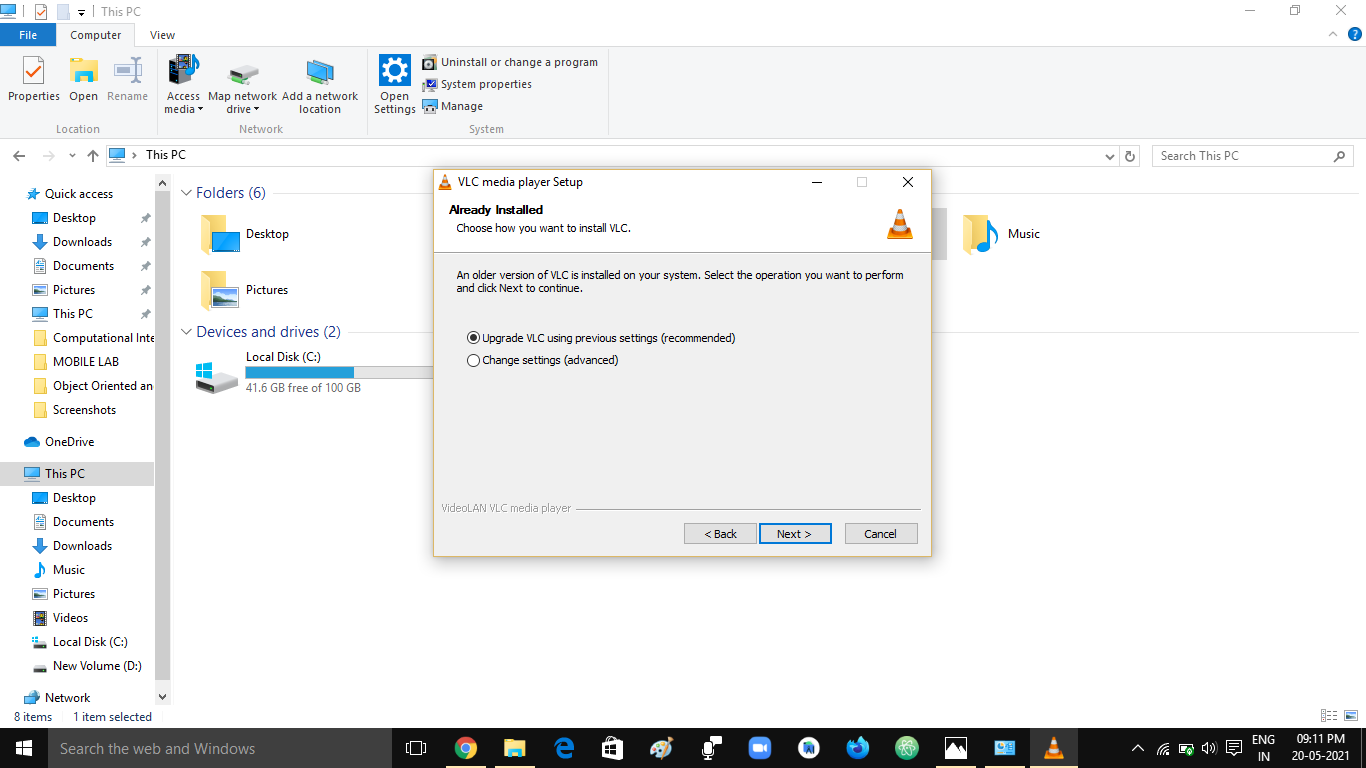 This PC
File
Computer
View
Properties
Open
Rename
Access
media
Map network
drive
Add a network
location
Open
Settings
Uninstall or change a program
System properties
Manage
Location
Network
System
This PC
Search This PC
Quick access
Desktop
Downloads
Documents
Pictures
This PC
Computational Inte
MOBILE LAB
Object Oriented an
Screenshots
OneDrive
This PC
Desktop
Documents
Downloads
Music
Pictures
Videos
Local Disk (C:)
New Volume (D:)
Network
Folders (6)
Desktop
Music
Pictures
Devices and drives (2)
Local Disk (C:)
41.6 GB free of 100 GB
VLC media player Setup
Already Installed
Choose how you want to install VLC.
An older version of VLC is installed on your system. Select the operation you want to perform
and click Next to continue.
Upgrade VLC using previous settings (recommended)
Change settings (advanced)
VideoLAN VLC media player
< Back
Next >
Cancel
8 items
1 item selected
Search the web and Windows
ENG
IN
09:11 PM
20-05-2021